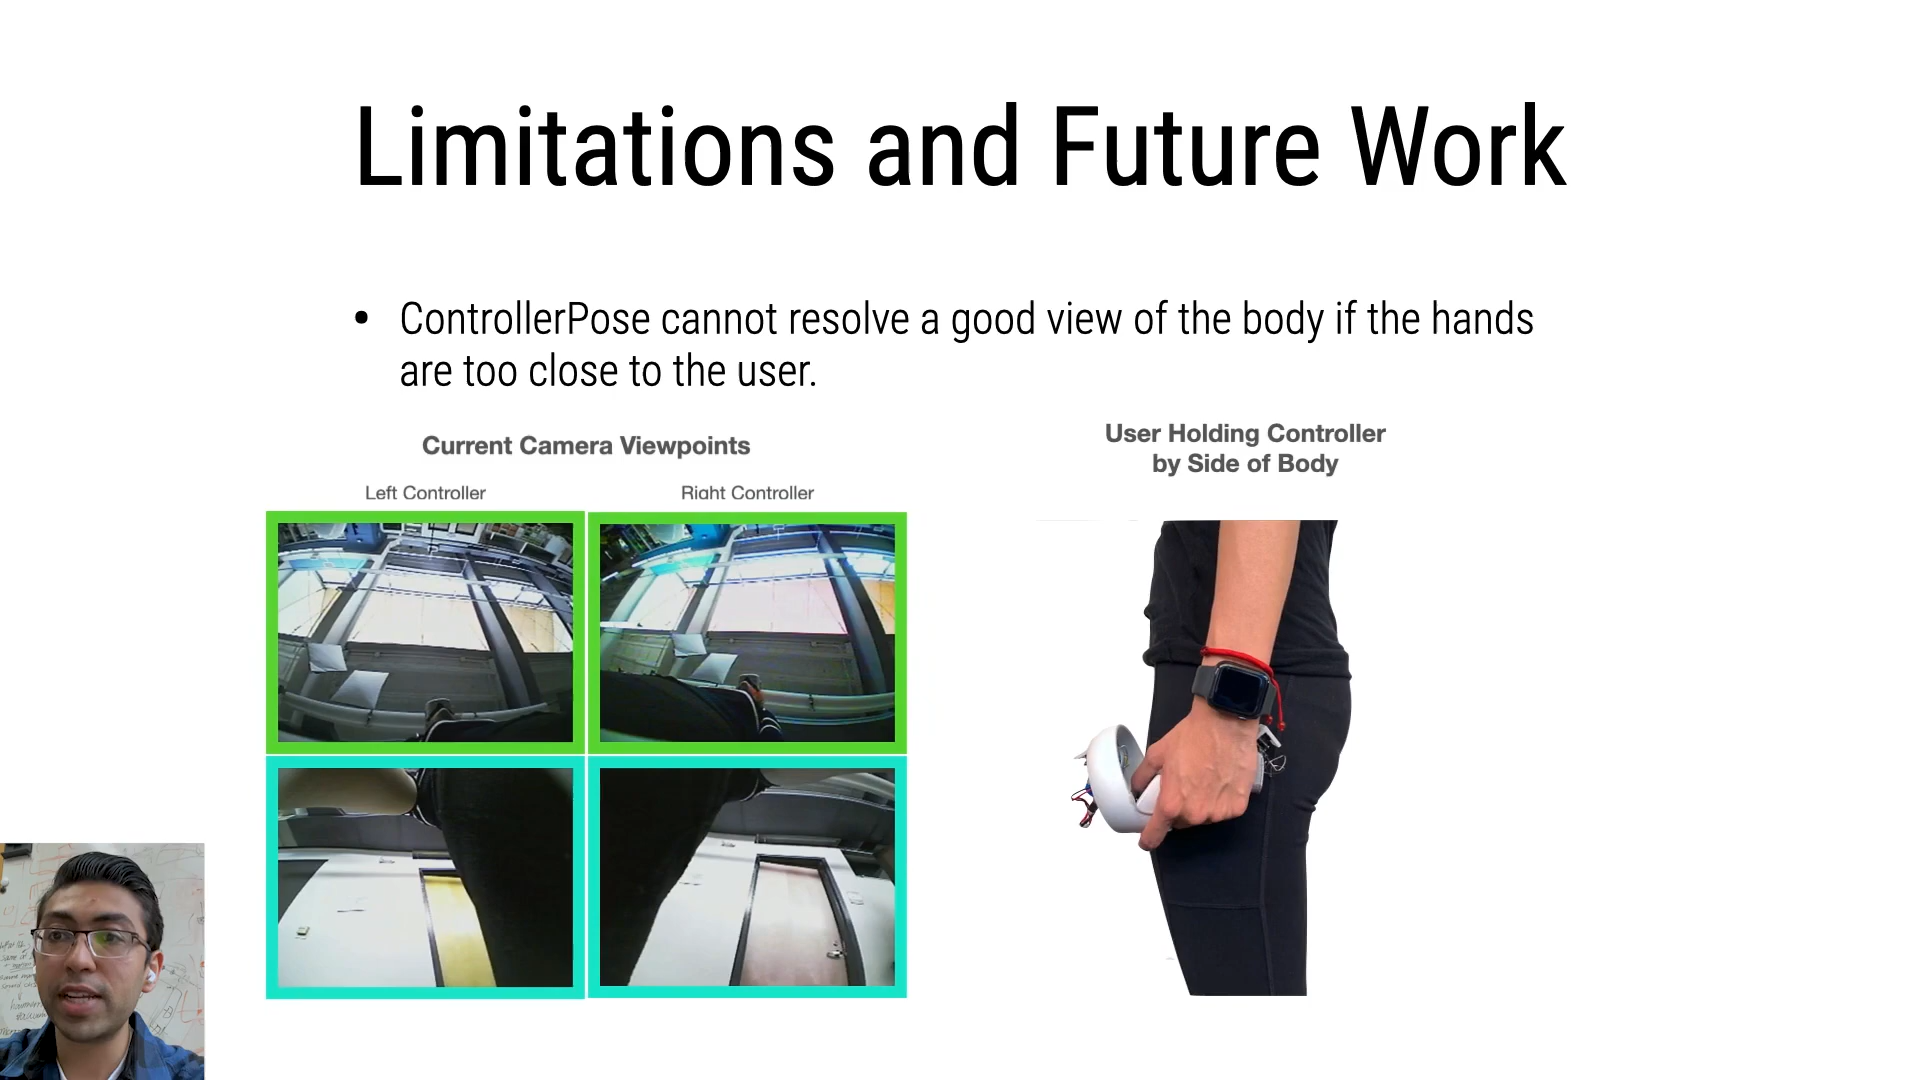 Limitations and Future Work
• ControllerPose cannot resolve a good view of the body if the hands
are too close to the user.
Current Camera Viewpoints
Left Controller
Right Controller
User Holding Controller
by Side of Body